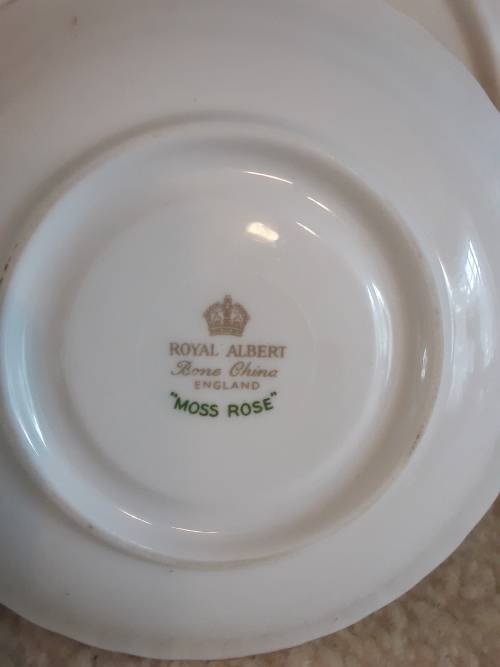 ROYAL ALBERT
Bone China
ENGLAND
"MOSS ROSE"